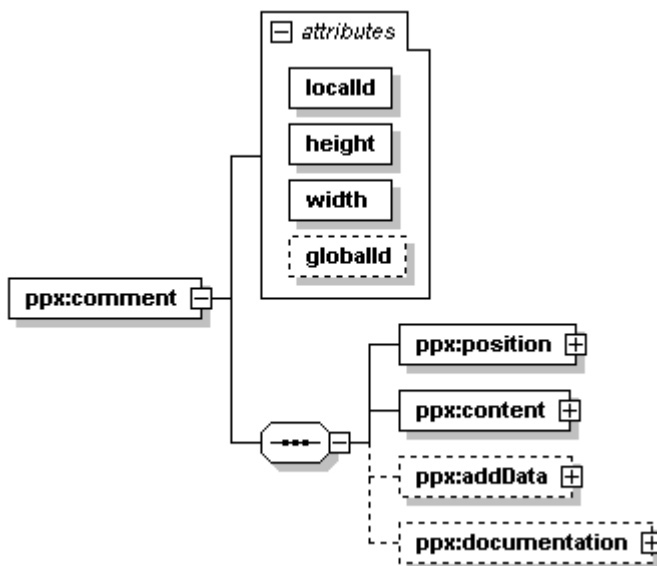 attributes
localId
height
width
globalId
ppx:comment
ppx:position
ppx:content
ppx:addData
ppx:documentation